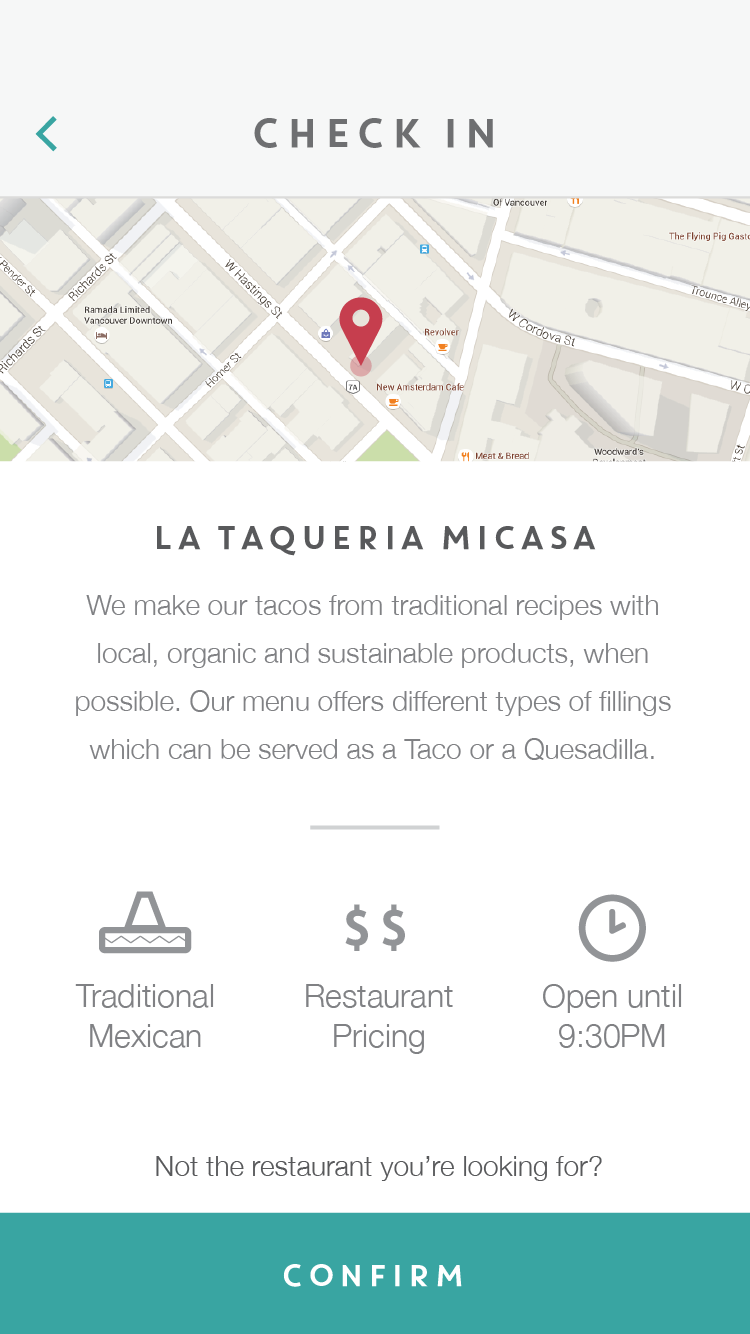 CHECK IN
Of Vancouver
The Flying Pig Gasto
Pender St
Richards St
W Hastings St
Trounce Alley
Ramada Limited
Vancouver Downtown
Richards St
Homer St
Revolver
W Cordova St
7A
New Amsterdam Cafe
W C
Meat & Bread
Woodward's
LA TAQUERIA MICASA
We make our tacos from traditional recipes with
local, organic and sustainable products, when
possible. Our menu offers different types of fillings
which can be served as a Taco or a Quesadilla.
$$
Traditional
Mexican
Restaurant
Pricing
Open until
9:30PM
Not the restaurant you're looking for?
CONFIRM